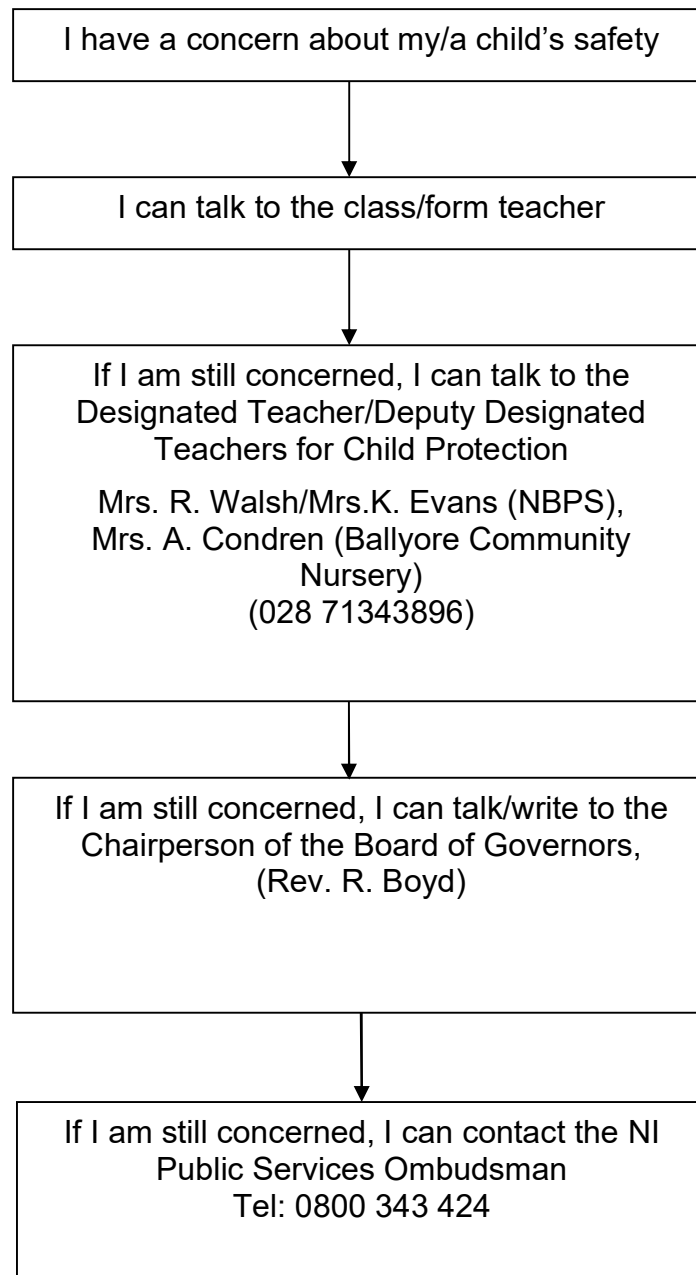 I have a concern about my/a child’s safety
I can talk to the class/form teacher
If I am still concerned, I can talk to the
Designated Teacher/Deputy Designated
Teachers for Child Protection
Mrs. R. Walsh/Mrs.K. Evans (NBPS),
Mrs. A. Condren (Ballyore Community
Nursery)
(028 71343896)
If I am still concerned, I can talk/write to the
Chairperson of the Board of Governors,
(Rev. R. Boyd)
If I am still concerned, I can contact the NI
Public Services Ombudsman
Tel: 0800 343 424